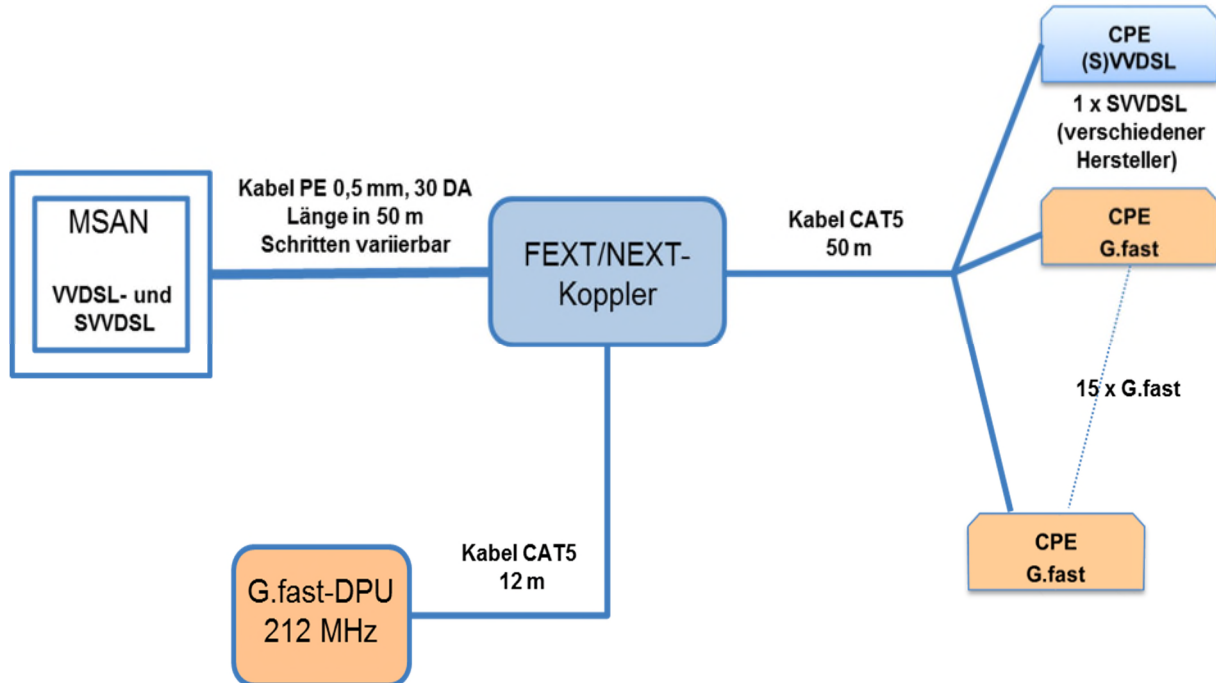 CPE
(S)VVDSL
1 x SVVDSL
(verschiedener
Hersteller)
Kabel PE 0,5 mm, 30 DA
Länge in 50 m
Schritten variierbar
MSAN
VVDSL- und
SVVDSL
FEXT/NEXT-
Koppler
Kabel CAT5
50 m
CPE
G.fast
15 x G.fast
Kabel CAT5
12 m
G.fast-DPU
212 MHz
CPE
G.fast